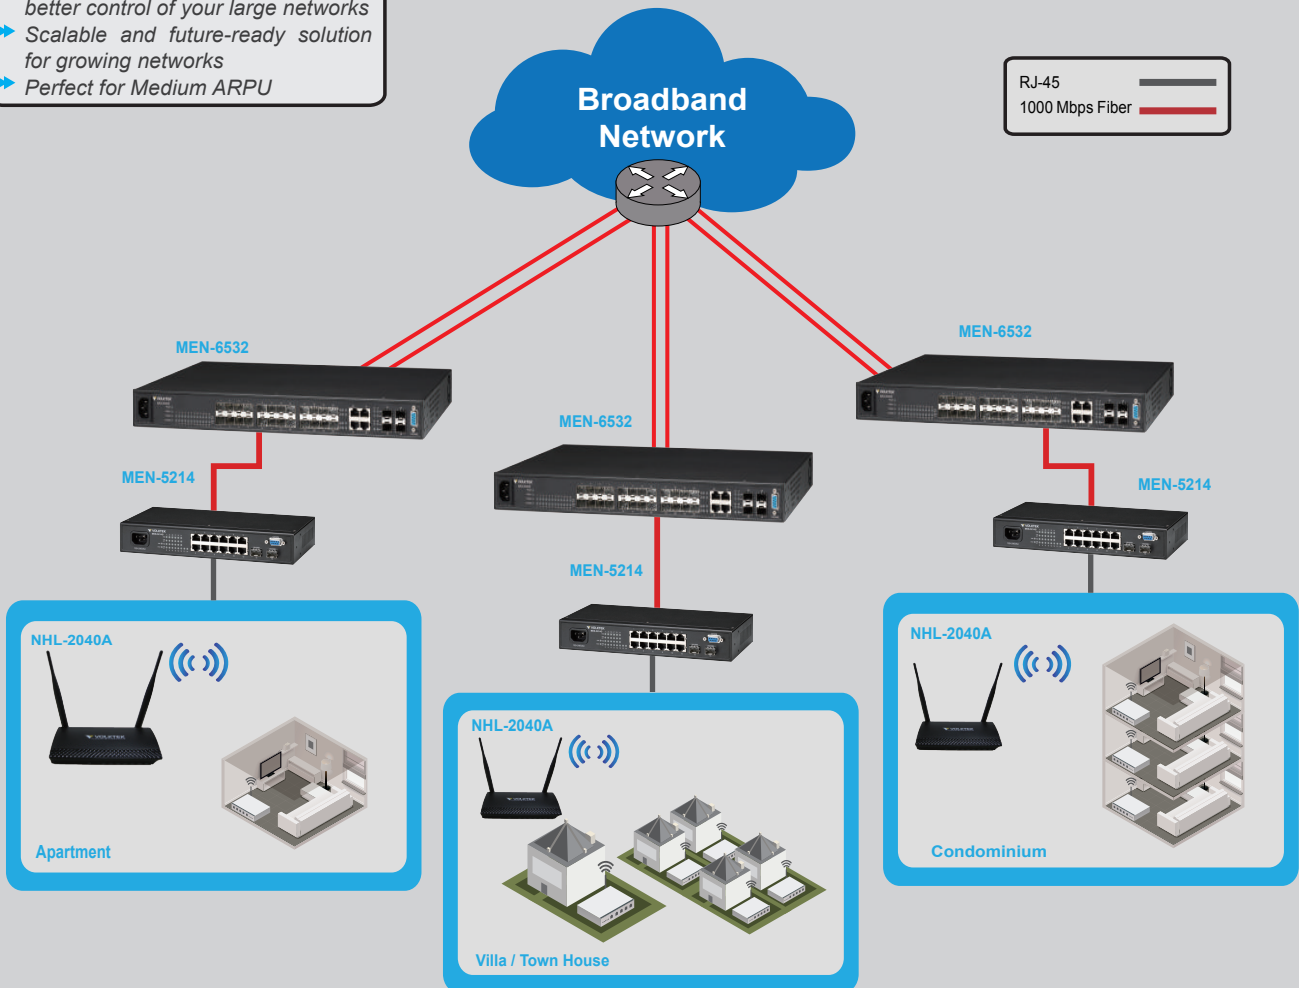 better control of your large networks
Scalable and future-ready solution
for growing networks
Perfect for Medium ARPU
Broadband
Network
RJ-45
1000 Mbps Fiber
MEN-6532
MEN-6532
MEN-6532
MEN-5214
MEN-5214
MEN-5214
NHL-2040A
VOLKTEK
Apartment
NHL-2040A
VOLKTEK
Villa / Town House
NHL-2040A
Condominium